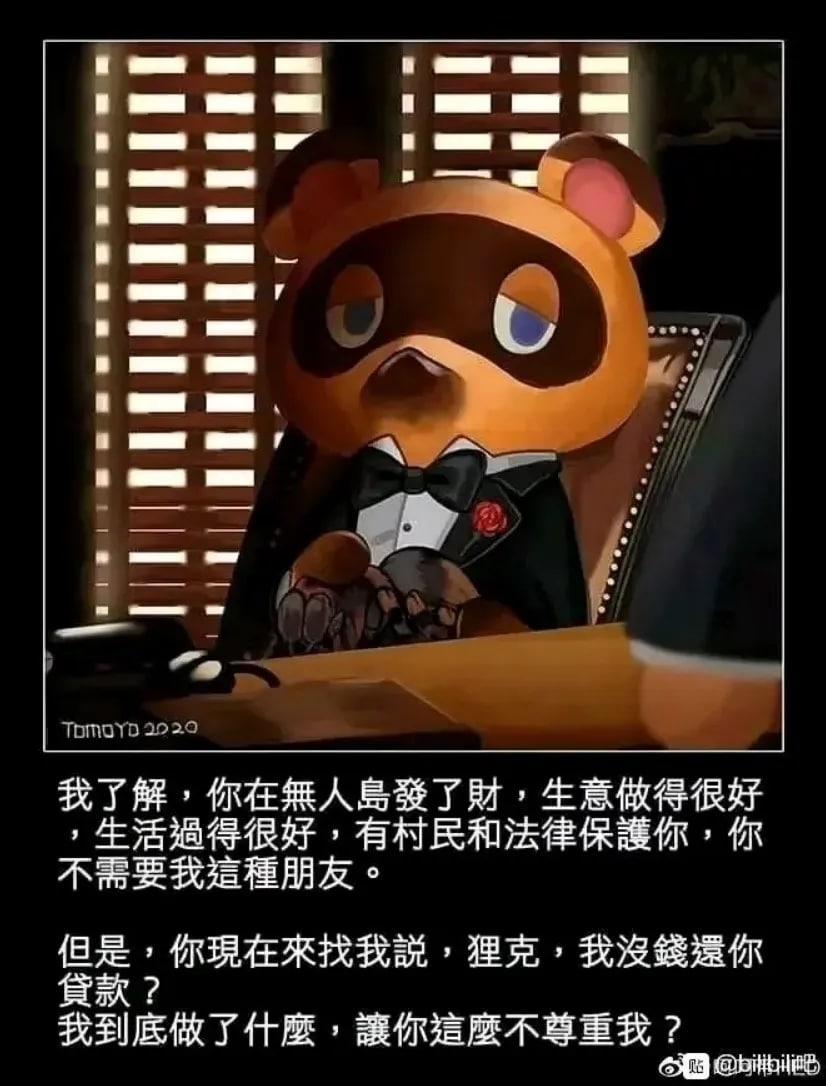 TOMOYO 2020
我了解，你在無人島發了財，生意做得很好
，生活過得很好，有村民和法律保護你，你
不需要我這種朋友。
但是，你現在來找我説，狸克，我沒錢還你
貸款？
我到底做了什麼，讓你這麼不尊重我？
贴 @bilibili吧